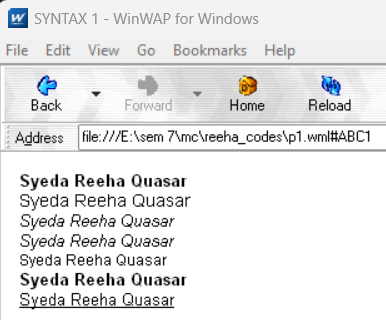 SYNTAX 1 - WinWAP for Windows
File Edit View Go Bookmarks Help
Back Forward Home Reload
Address file:///E:\sem 7\mc\reeha_codes\p1.wml#ABC1
Syeda Reeha Quasar
Syeda Reeha Quasar
Syeda Reeha Quasar
Syeda Reeha Quasar
Syeda Reeha Quasar
Syeda Reeha Quasar
Syeda Reeha Quasar